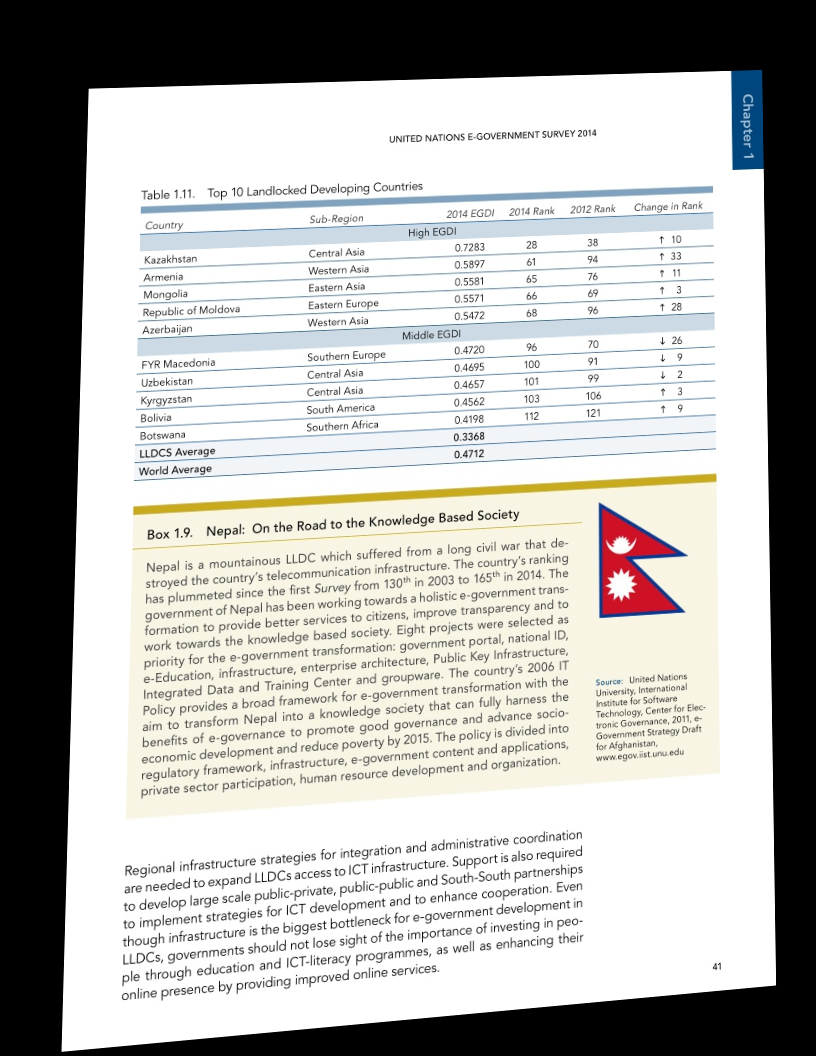 Chapter 1
UNITED NATIONS E-GOVERNMENT SURVEY 2014
Table 1.11. Top 10 Landlocked Developing Countries
Country Sub-Region 2014 EGDI 2014 Rank 2012 Rank Change in Rank
High EGDI
Kazakhstan Central Asia 0.7283 28 38 ↑ 10
Armenia Western Asia 0.5897 61 94 ↑ 33
Mongolia Eastern Asia 0.5581 65 76 ↑ 11
Republic of Moldova Eastern Europe 0.5571 66 69 ↑ 3
Azerbaijan Western Asia 0.5472 68 96 ↑ 28
Middle EGDI
FYR Macedonia Southern Europe 0.4720 96 70 ↓ 26
Uzbekistan Central Asia 0.4695 100 91 ↓ 9
Kyrgyzstan Central Asia 0.4657 101 99 ↓ 2
Bolivia South America 0.4562 103 106 ↑ 3
Botswana Southern Africa 0.4198 112 121 ↑ 9
LLDCS Average 0.3368
World Average 0.4712
Box 1.9. Nepal: On the Road to the Knowledge Based Society
Nepal is a mountainous LLDC which suffered from a long civil war that de-
stroyed the country's telecommunication infrastructure. The country's ranking
has plummeted since the first Survey from 130th in 2003 to 165th in 2014. The
government of Nepal has been working towards a holistic e-government trans-
formation to provide better services to citizens, improve transparency and to
work towards the knowledge based society. Eight projects were selected as
priority for the e-government transformation: government portal, national ID,
e-Education, infrastructure, enterprise architecture, Public Key Infrastructure,
Integrated Data and Training Center and groupware. The country's 2006 IT
Policy provides a broad framework for e-government transformation with the
aim to transform Nepal into a knowledge society that can fully harness the
benefits of e-governance to promote good governance and advance socio-
economic development and reduce poverty by 2015. The policy is divided into
regulatory framework, infrastructure, e-government content and applications,
private sector participation, human resource development and organization.
Source: United Nations
University, International
Institute for Software
Technology, Center for Elec-
tronic Governance, 2011, e-
Government Strategy Draft
for Afghanistan,
www.egov.iist.unu.edu
Regional infrastructure strategies for integration and administrative coordination
are needed to expand LLDCs access to ICT infrastructure. Support is also required
to develop large scale public-private, public-public and South-South partnerships
to implement strategies for ICT development and to enhance cooperation. Even
though infrastructure is the biggest bottleneck for e-government development in
LLDCs, governments should not lose sight of the importance of investing in peo-
ple through education and ICT-literacy programmes, as well as enhancing their
online presence by providing improved online services.
41